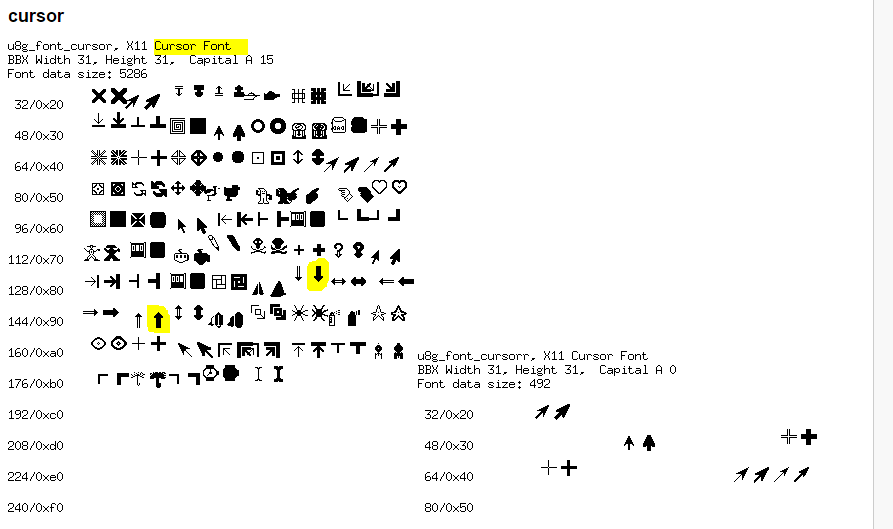 cursor
u8g_font_cursor, X11 Cursor Font
BBX Width 31, Height 31, Capital A 15
Font data size: 5286
32/0x20
48/0x30
64/0x40
80/0x50
96/0x60
112/0x70
128/0x80
144/0x90
160/0xa0
176/0xb0
192/0xc0
208/0xd0
224/0xe0
240/0xf0
u8g_font_cursorr, X11 Cursor Font
BBX Width 31, Height 31, Capital A 0
Font data size: 492
32/0x20
48/0x30
64/0x40
80/0x50